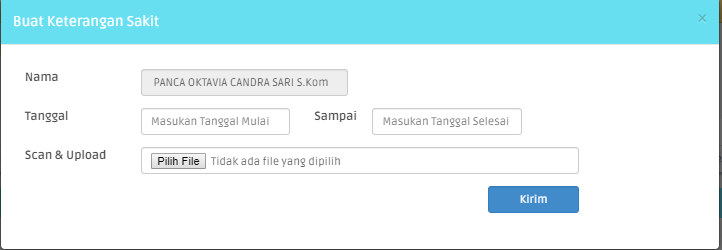 Buat Keterangan Sakit ×
Nama PANCA OKTAVIA CANDRA SARI S.Kom
Tanggal Masukan Tanggal Mulai Sampai Masukan Tanggal Selesai
Scan & Upload Pilih File Tidak ada file yang dipilih
Kirim